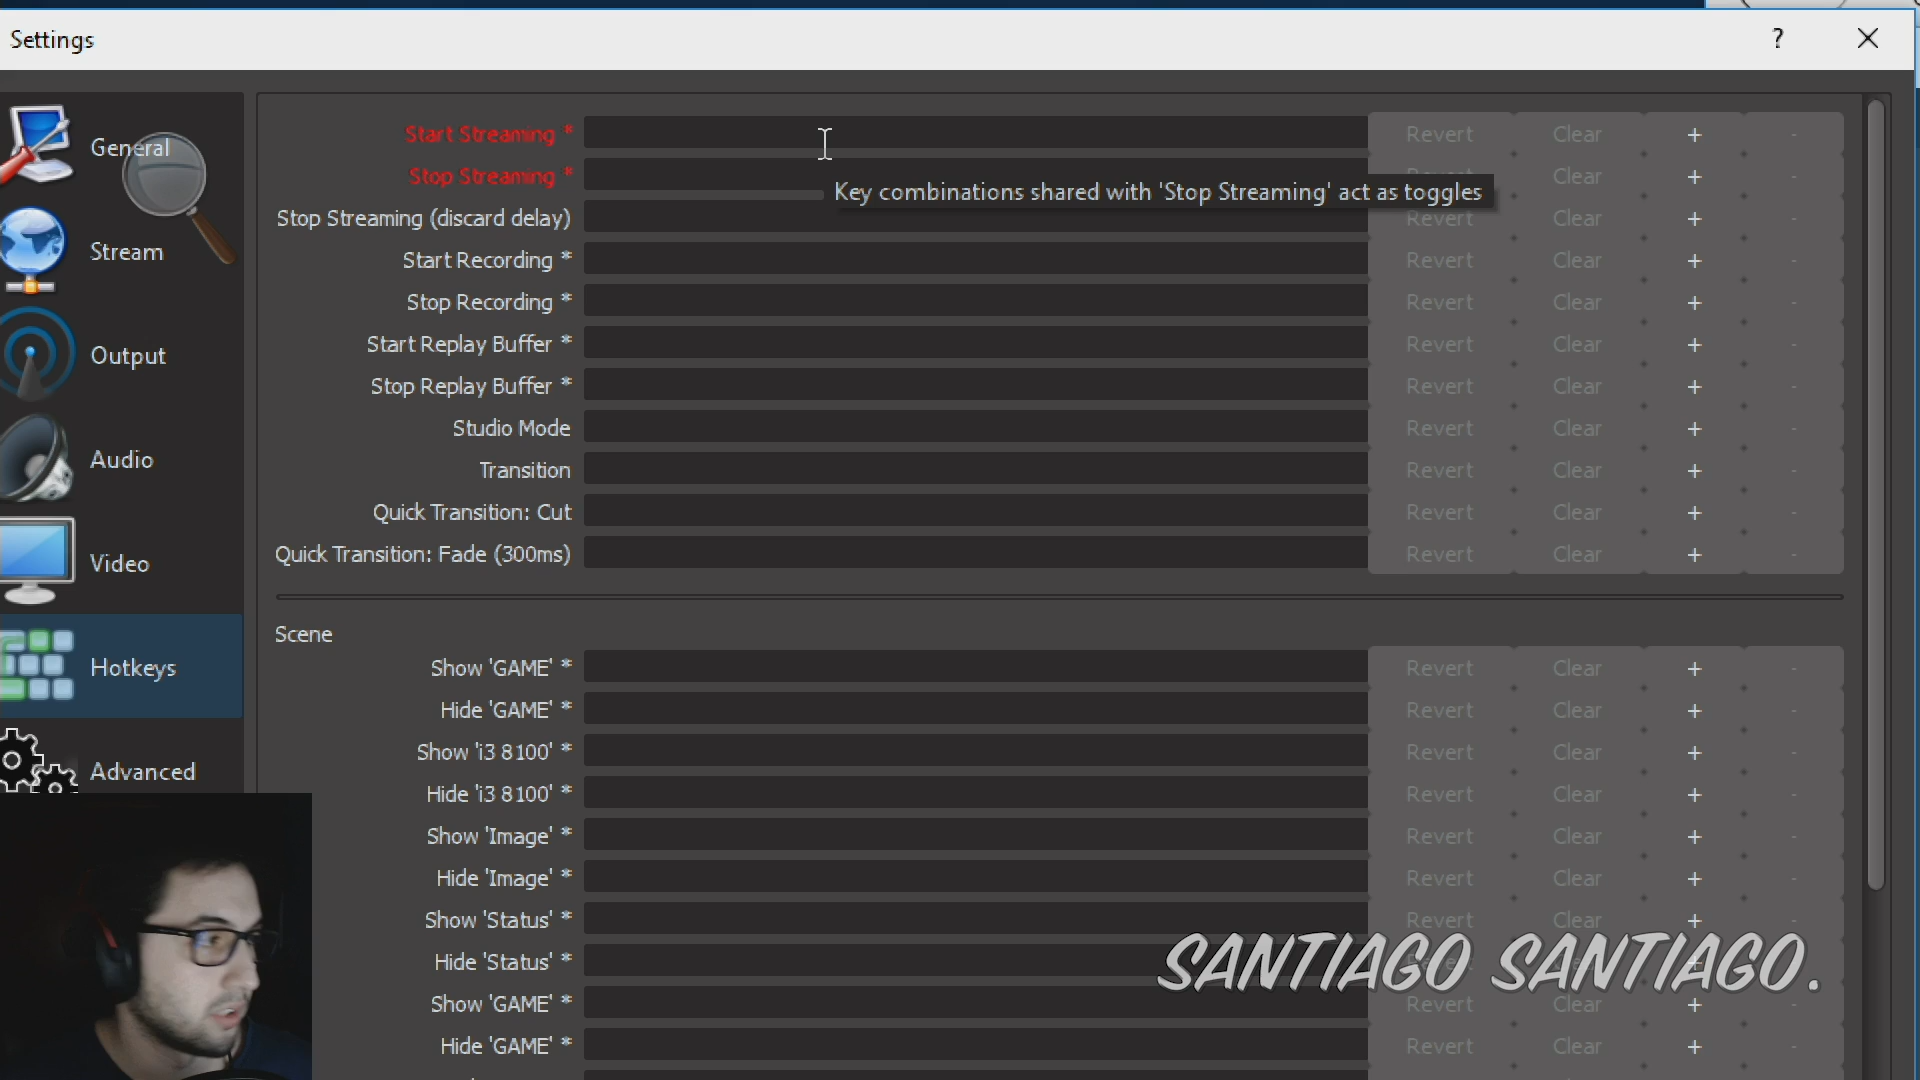 Settings
?
General
Stream
Output
Audio
Video
Hotkeys
Advanced
Start Streaming * Revert Clear + -
Stop Streaming * Clear + -
Key combinations shared with 'Stop Streaming' act as toggles
Stop Streaming (discard delay) Revert Clear + -
Start Recording * Revert Clear + -
Stop Recording * Revert Clear + -
Start Replay Buffer * Revert Clear + -
Stop Replay Buffer * Revert Clear + -
Studio Mode Revert Clear + -
Transition Revert Clear + -
Quick Transition: Cut Revert Clear + -
Quick Transition: Fade (300ms) Revert Clear + -
Scene
Show 'GAME' * Revert Clear + -
Hide 'GAME' * Revert Clear + -
Show 'i3 8100' * Revert Clear + -
Hide 'i3 8100' * Revert Clear + -
Show 'Image' * Revert Clear + -
Hide 'Image' * Revert Clear + -
Show 'Status' * Revert Clear + -
Hide 'Status' *
SANTIAGO SANTIAGO.
Show 'GAME' * Revert Clear + -
Hide 'GAME' * Revert Clear + -